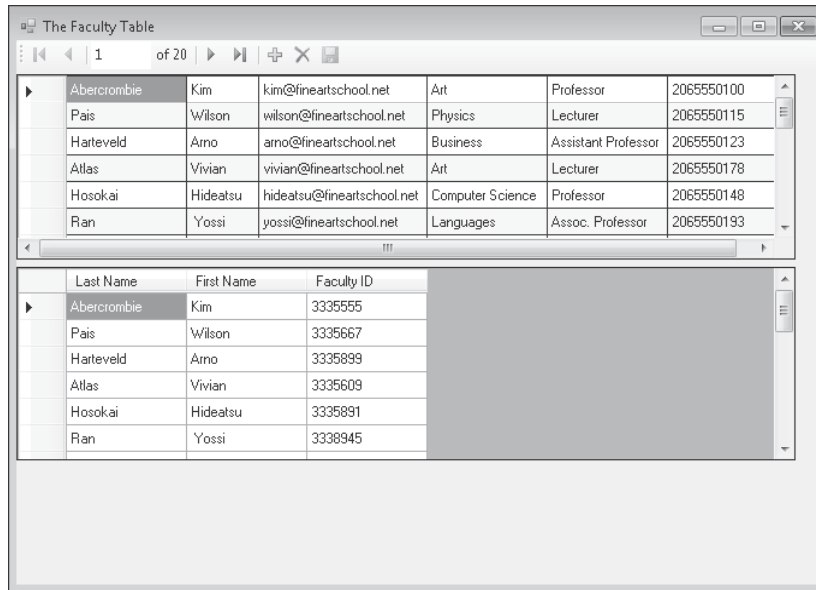 The Faculty Table
1 of 20
Abercrombie Kim kim@fineartschool.net Art Professor 2065550100
Pais Wilson wilson@fineartschool.net Physics Lecturer 2065550115
Harteveld Arno arno@fineartschool.net Business Assistant Professor 2065550123
Atlas Vivian vivian@fineartschool.net Art Lecturer 2065550178
Hosokai Hideatsu hideatsu@fineartschool.net Computer Science Professor 2065550148
Ran Yossi yossi@fineartschool.net Languages Assoc. Professor 2065550193
Last Name First Name Faculty ID
Abercrombie Kim 3335555
Pais Wilson 3335667
Harteveld Arno 3335899
Atlas Vivian 3335609
Hosokai Hideatsu 3335891
Ran Yossi 3338945